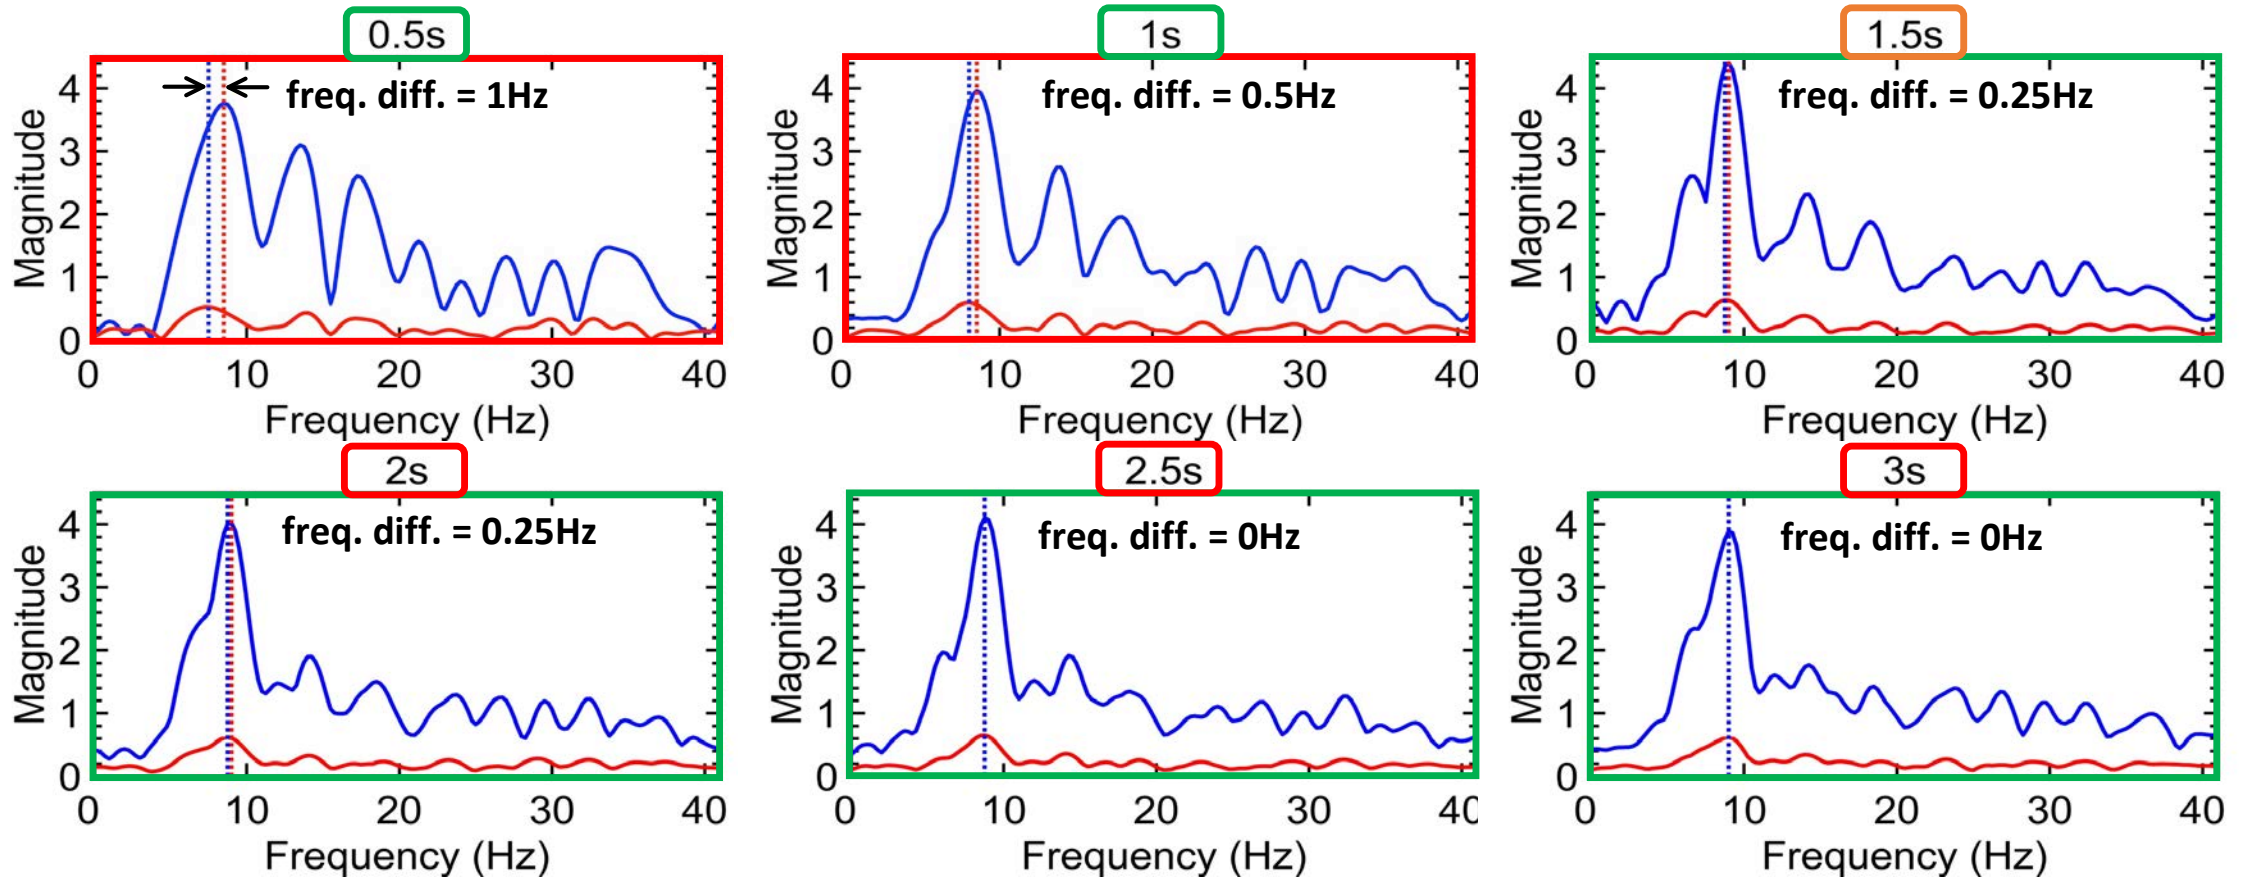 0.5s
freq. diff. = 1Hz
Magnitude
4
3
2
1
0
0 10 20 30 40
Frequency (Hz)
1s
freq. diff. = 0.5Hz
Magnitude
4
3
2
1
0
0 10 20 30 40
Frequency (Hz)
1.5s
freq. diff. = 0.25Hz
Magnitude
4
3
2
1
0
0 10 20 30 40
Frequency (Hz)
2s
freq. diff. = 0.25Hz
Magnitude
4
3
2
1
0
0 10 20 30 40
Frequency (Hz)
2.5s
freq. diff. = 0Hz
Magnitude
4
3
2
1
0
0 10 20 30 40
Frequency (Hz)
3s
freq. diff. = 0Hz
Magnitude
4
3
2
1
0
0 10 20 30 40
Frequency (Hz)